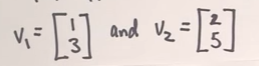 V₁ = [1 3] and V₂ = [2 5]